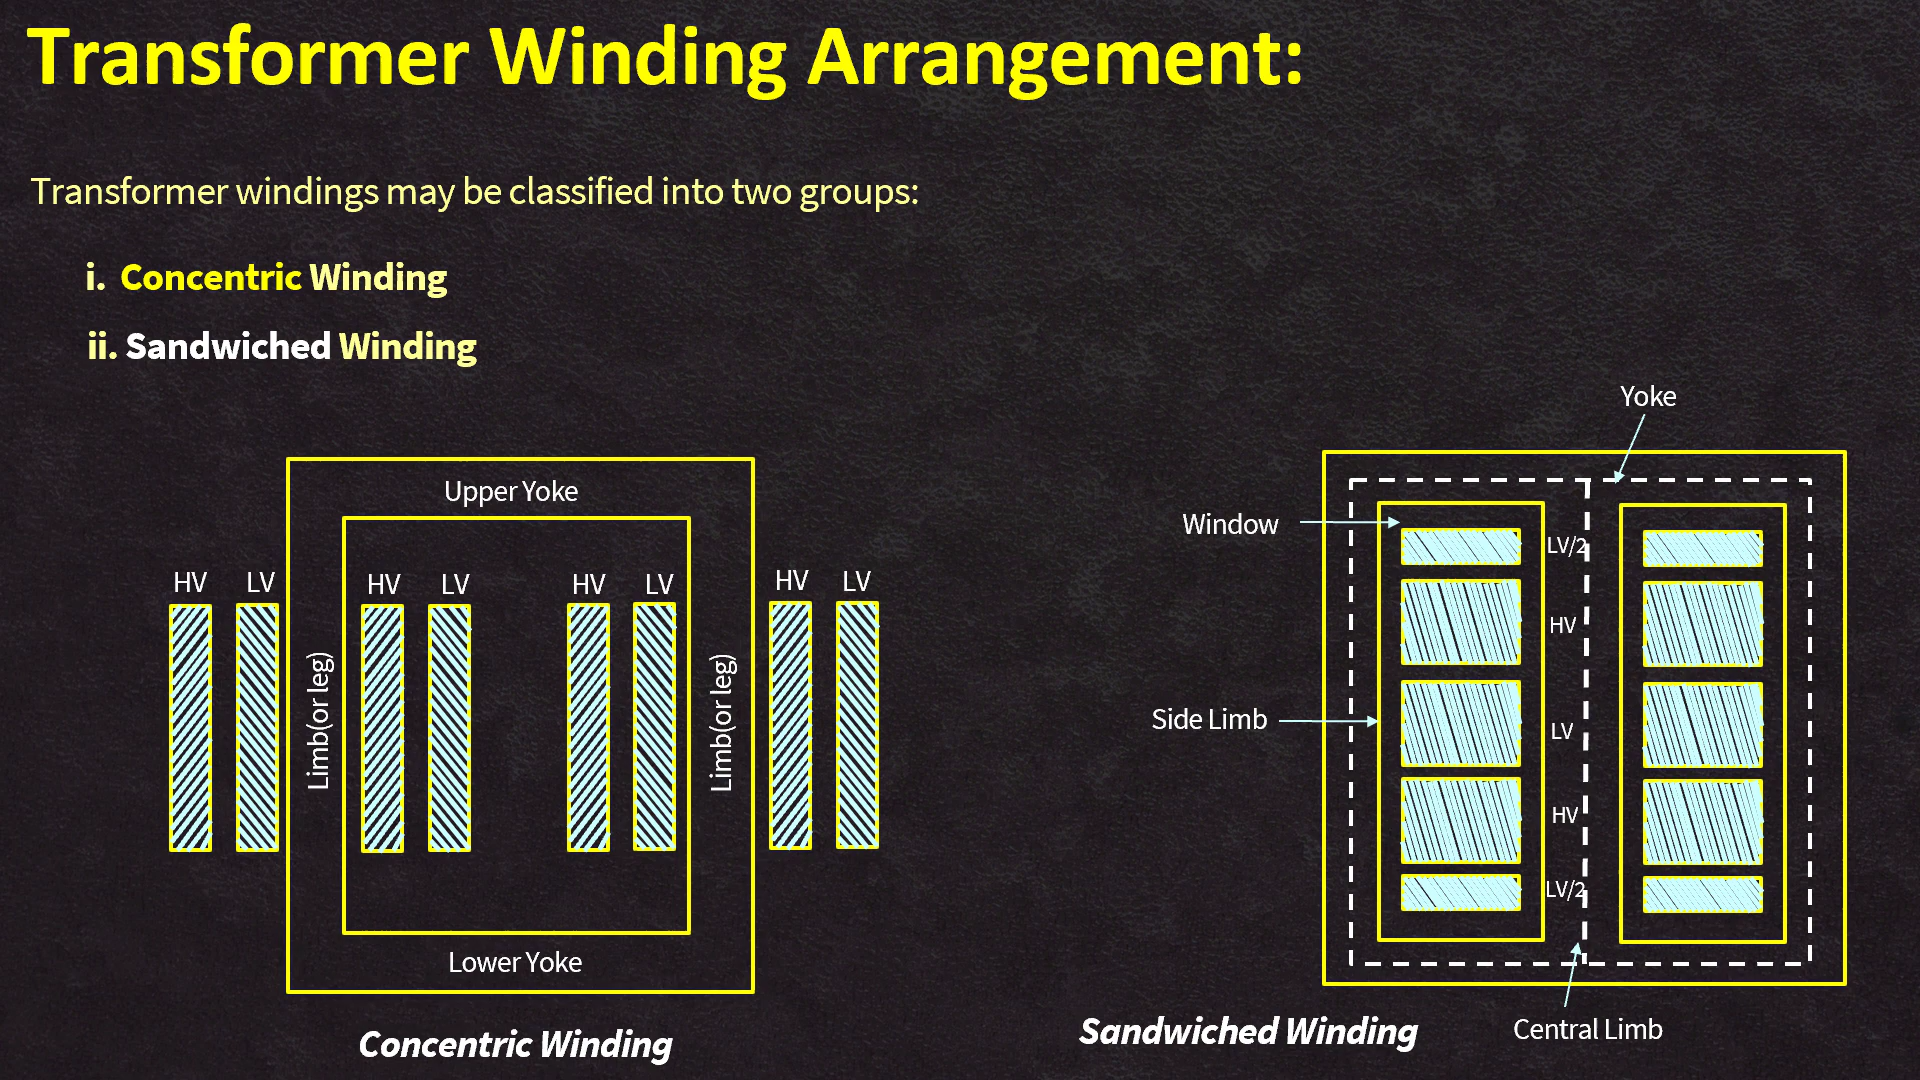 Transformer Winding Arrangement:
Transformer windings may be classified into two groups:
i. Concentric Winding
ii. Sandwiched Winding
Upper Yoke
HV LV HV LV HV LV HV LV
Limb(or leg)
Limb(or leg)
Lower Yoke
Concentric Winding
Yoke
Window
LV/2
HV
Side Limb
LV
HV
LV/2
Central Limb
Sandwiched Winding